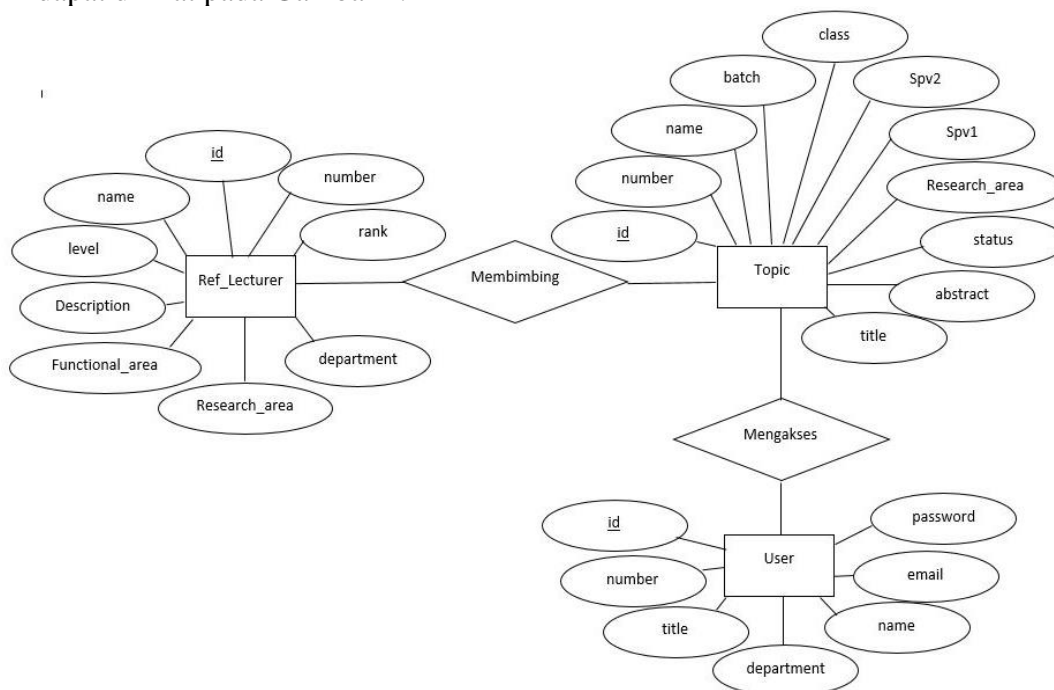 class
batch
Spv2
name
Spv1
id
number
number
name
Research_area
rank
id
level
status
Ref_Lecturer
Membimbing
Topic
Description
abstract
title
Functional_area
department
Research_area
Mengakses
id
password
User
number
email
title
name
department